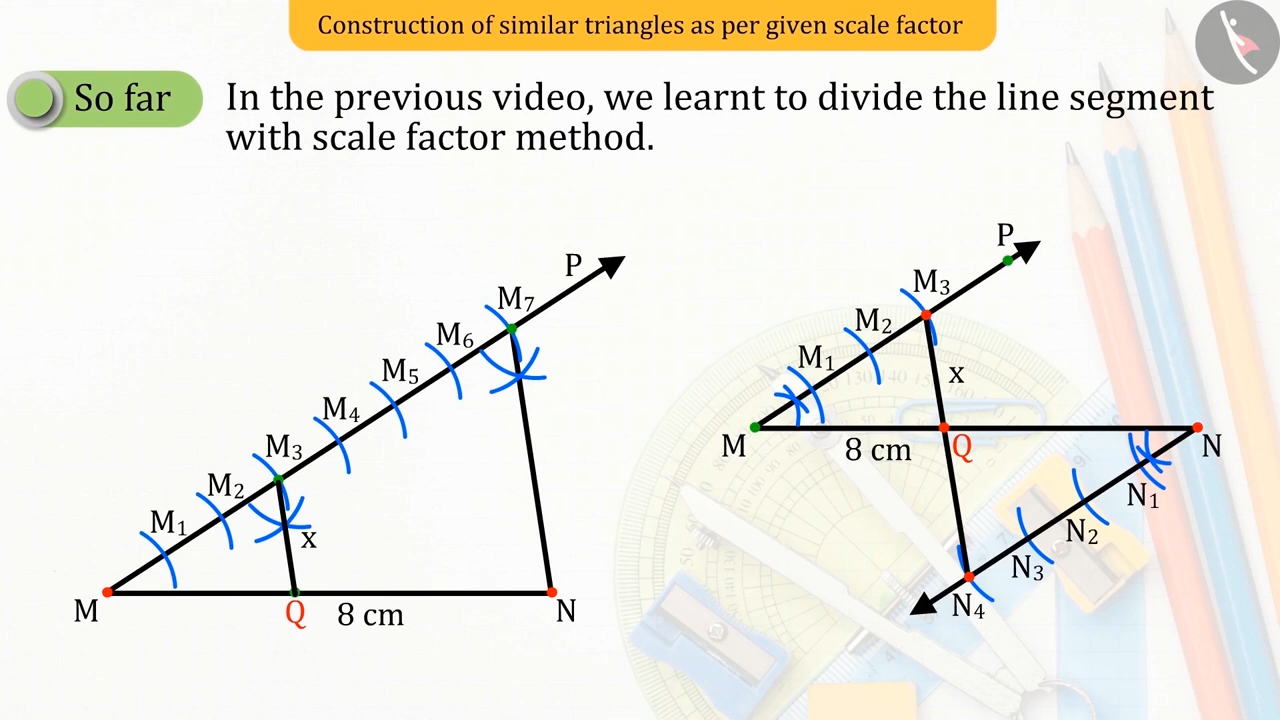 Construction of similar triangles as per given scale factor
So far
In the previous video, we learnt to divide the line segment
with scale factor method.
P
M₇
M₆
M₅
M₄
M₃
M₂
M₁
x
M
Q
8 cm
N
P
M₃
M₂
M₁
x
M
8 cm
Q
N
N₁
N₂
N₃
N₄